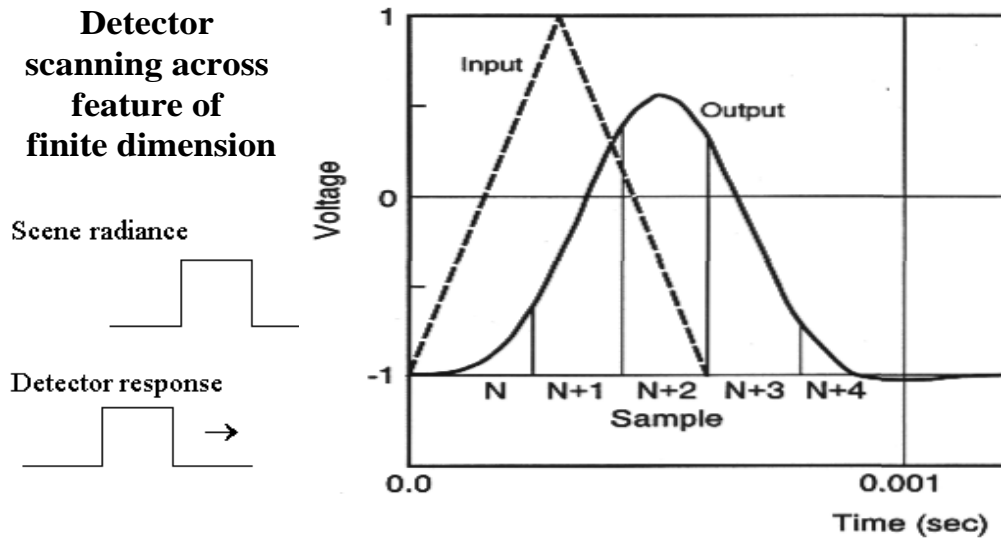 Detector
scanning across
feature of
finite dimension
Scene radiance
Detector response
1
Input
Output
Voltage
0
-1
N N+1 N+2 N+3 N+4
Sample
0.0 0.001
Time (sec)